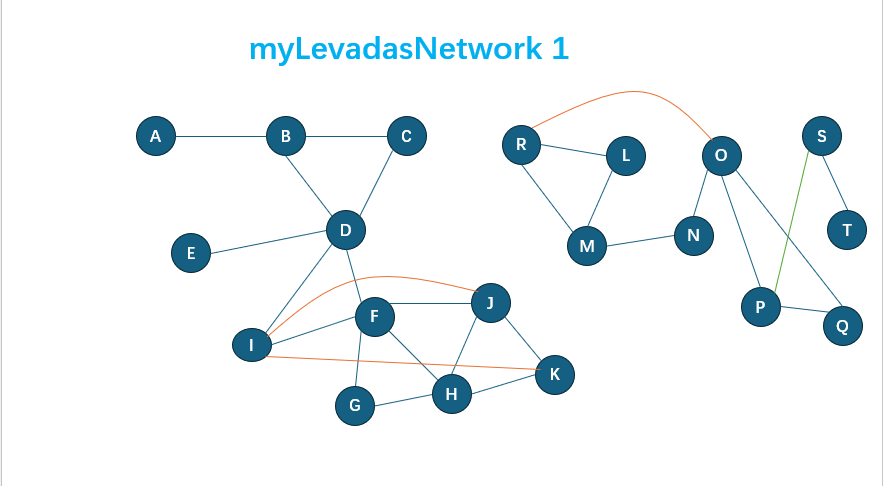 myLevadasNetwork 1
A B C
R L O S
E D M N T
I F J P Q
G H K